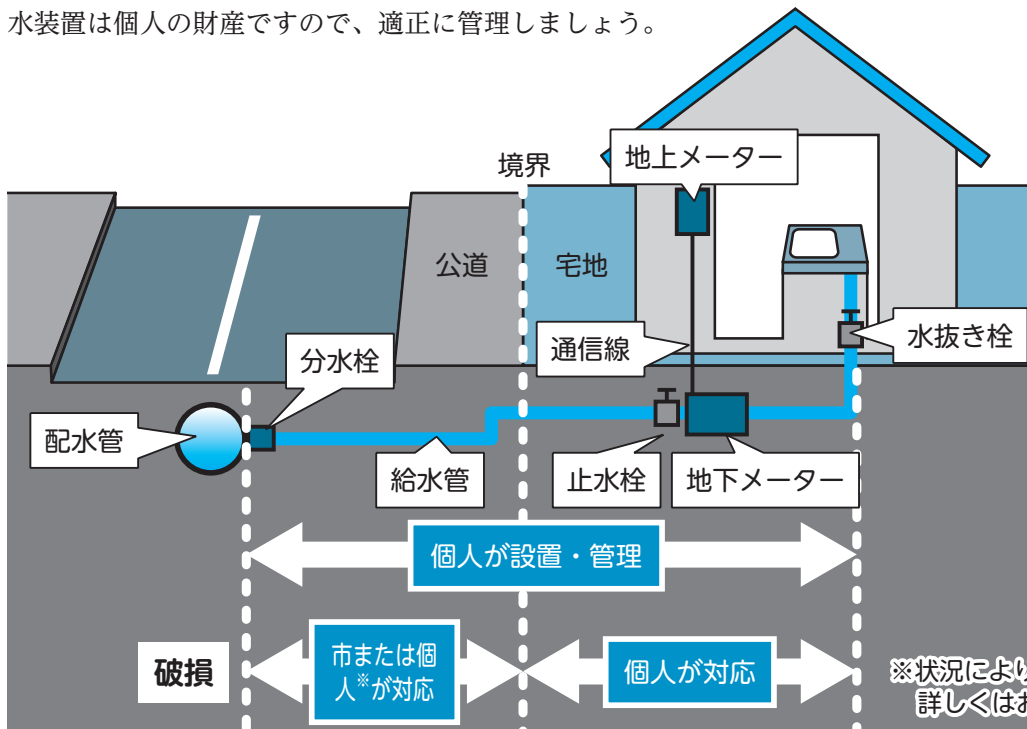 水装置は個人の財産ですので、適正に管理しましょう。
境界
地上メーター
公道
宅地
通信線
水抜き栓
分水栓
配水管
給水管
止水栓
地下メーター
個人が設置・管理
破損
市または個
人※が対応
個人が対応
※状況により
詳しくはお